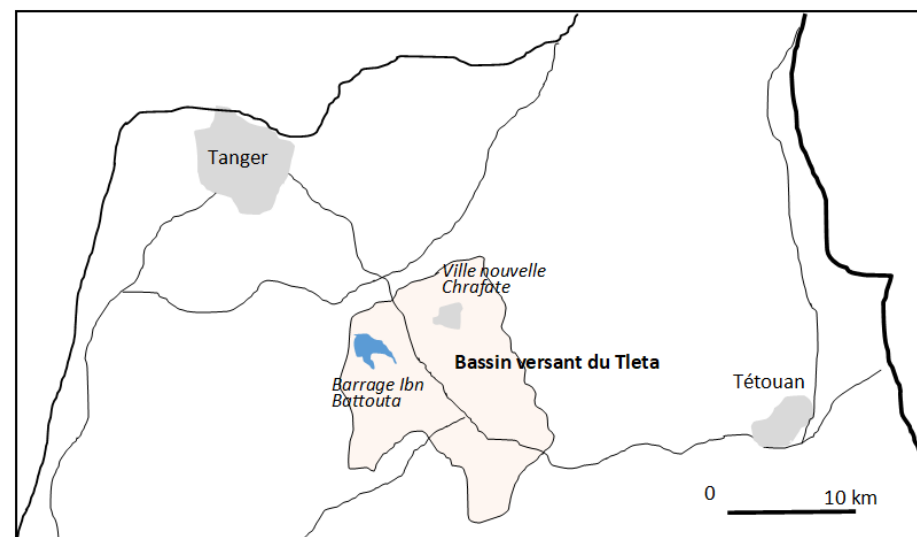 Tanger
Ville nouvelle
Chrafate
Bassin versant du Tleta
Barrage Ibn
Battouta
Tétouan
0
10 km